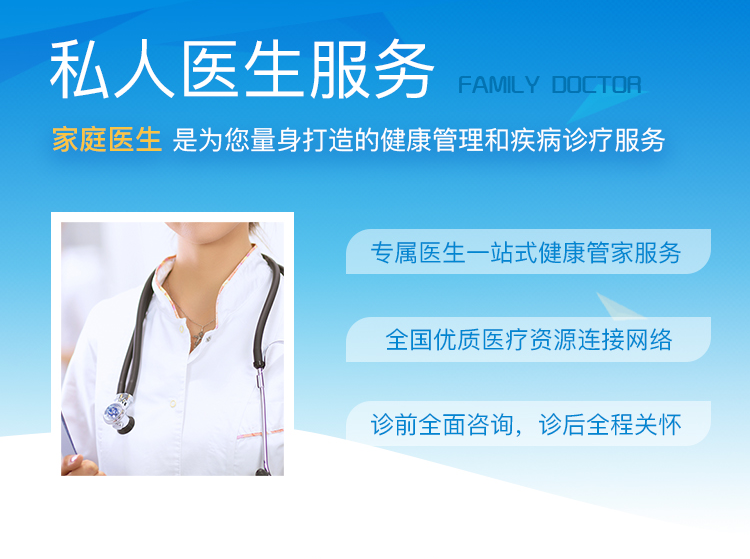 私人医生服务 FAMILY DOCTOR
家庭医生 是为您量身打造的健康管理和疾病诊疗服务
专属医生一站式健康管家服务
全国优质医疗资源连接网络
诊前全面咨询，诊后全程关怀